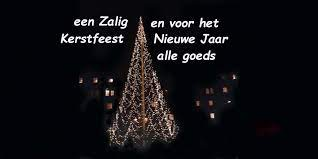 een Zalig
Kerstfeest
en voor het
Nieuwe Jaar
alle goeds